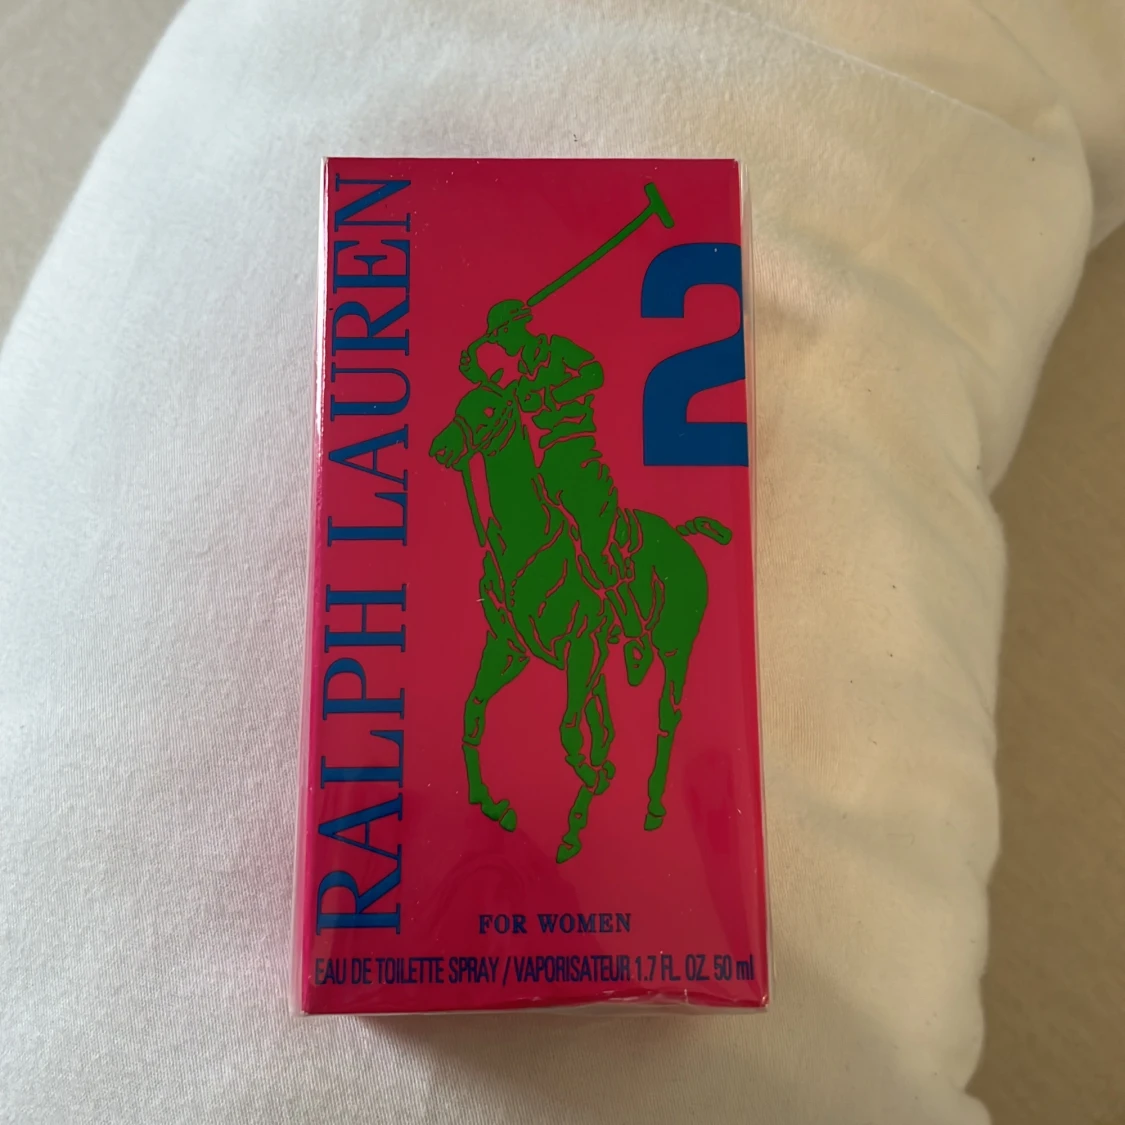 RALPH LAUREN
2
FOR WOMEN
EAU DE TOILETTE SPRAY / VAPORISATEUR 1.7 FL. OZ. 50 ml